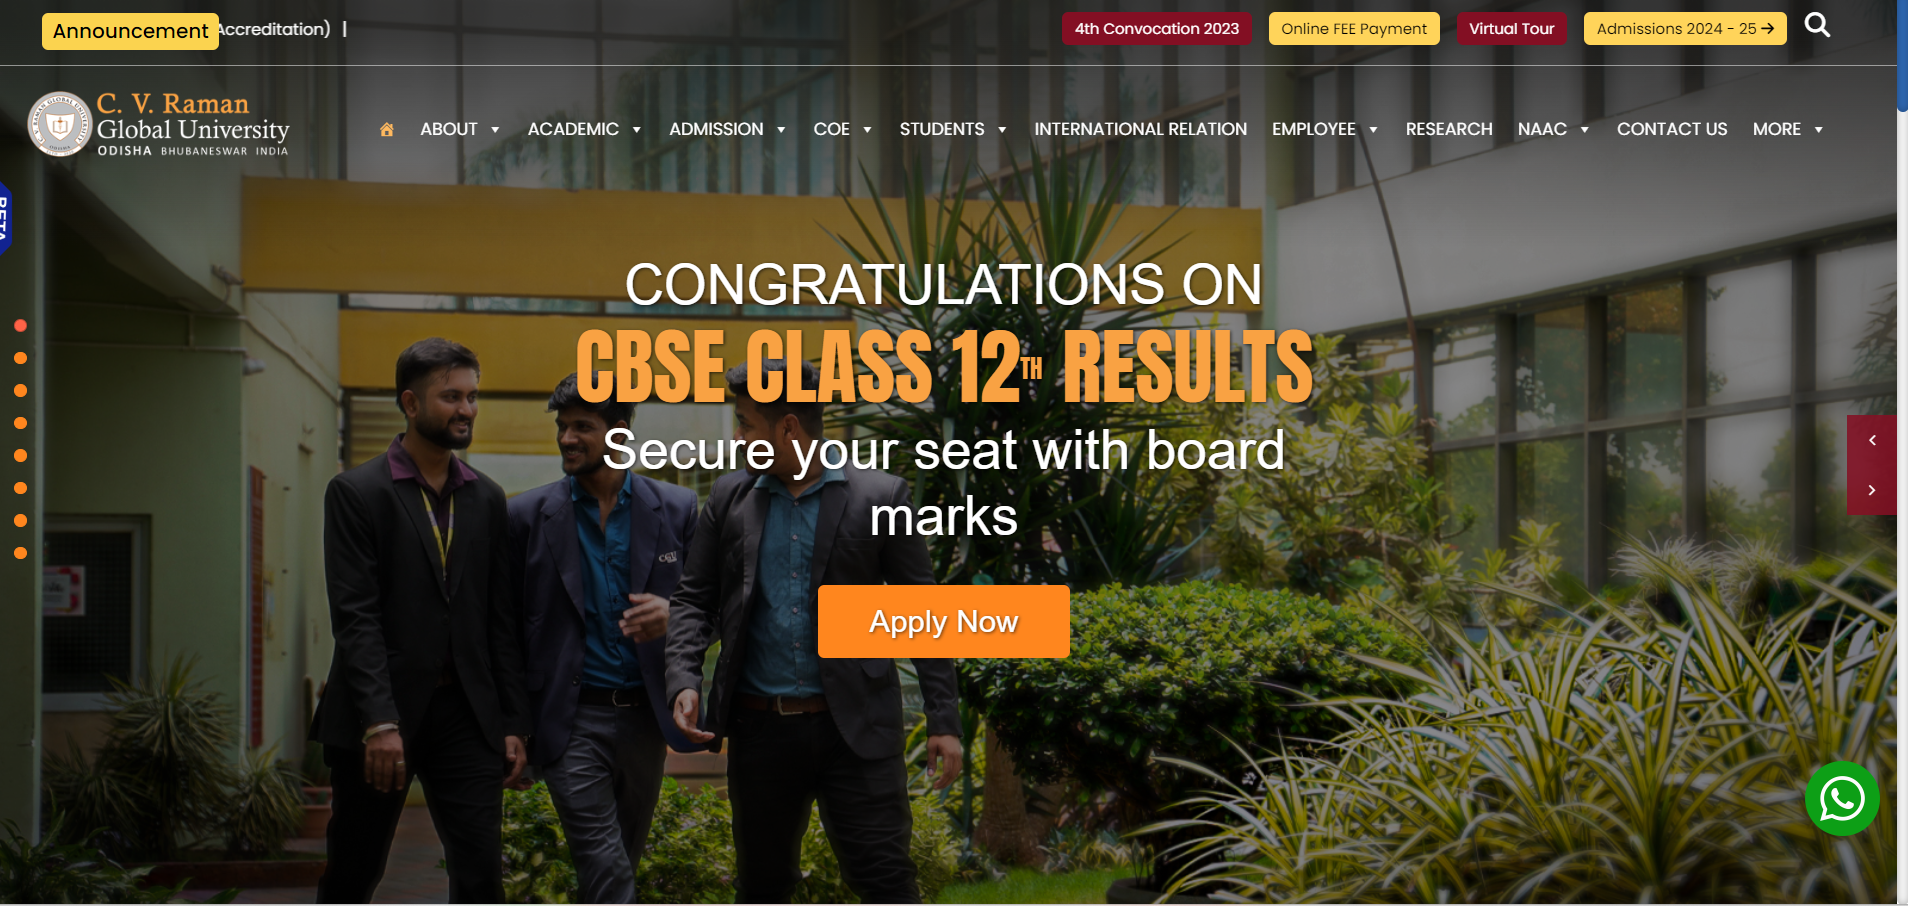 Announcement Accreditation) |
4th Convocation 2023
Online FEE Payment
Virtual Tour
Admissions 2024 - 25
C. V. Raman
Global University
ODISHA BHUBANESWAR INDIA
ABOUT
ACADEMIC
ADMISSION
COE
STUDENTS
INTERNATIONAL RELATION
EMPLOYEE
RESEARCH
NAAC
CONTACT US
MORE
BETA
CONGRATULATIONS ON
CBSE CLASS 12TH RESULTS
Secure your seat with board
marks
Apply Now